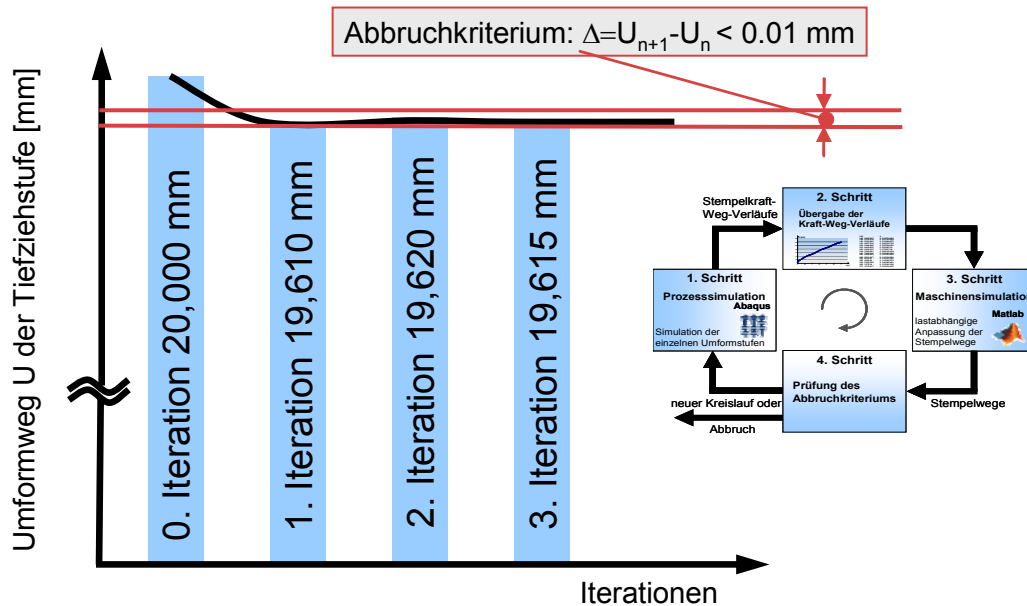 Abbruchkriterium: Δ=Uₙ₊₁-Uₙ < 0.01 mm
Umformweg U der Tiefziehstufe [mm]
0. Iteration 20,000 mm
1. Iteration 19,610 mm
2. Iteration 19,620 mm
3. Iteration 19,615 mm
Iterationen
Stempelkraft-
Weg-Verläufe
2. Schritt
Übergabe der
Kraft-Weg-Verläufe
1. Schritt
Prozesssimulation
Abaqus
Simulation der
einzelnen Umformstufen
3. Schritt
Maschinensimulation
Matlab
lastabhängige
Anpassung der
Stempelwege
4. Schritt
Prüfung des
Abbruchkriteriums
neuer Kreislauf oder
Abbruch
Stempelwege